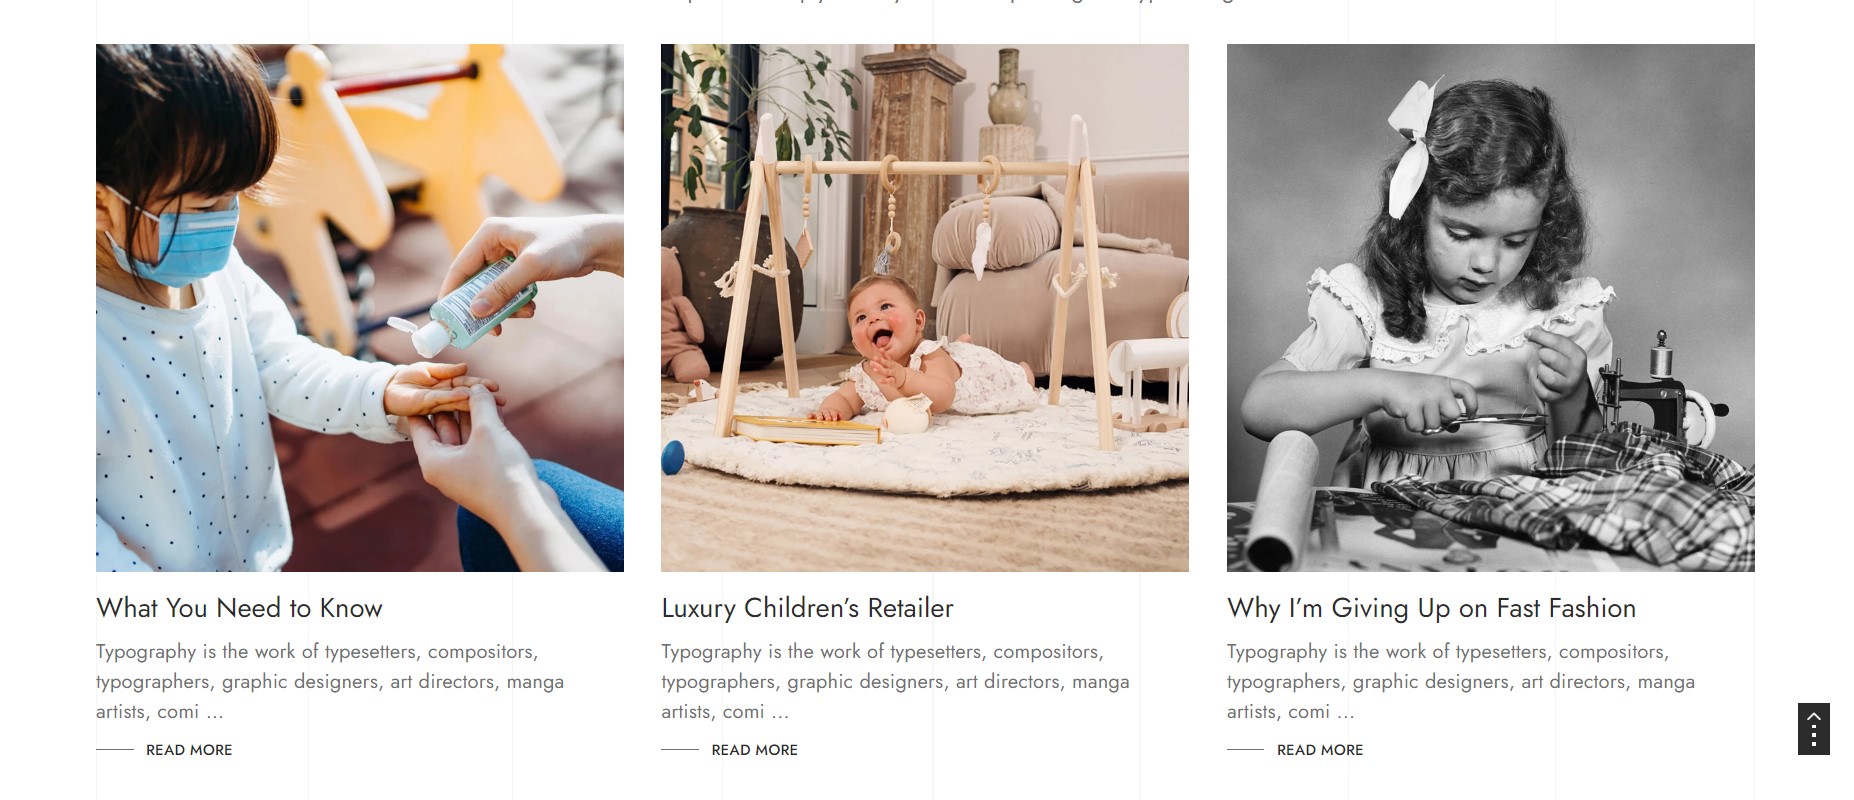 What You Need to Know
Typography is the work of typesetters, compositors,
typographers, graphic designers, art directors, manga
artists, comi ...
READ MORE
Luxury Children’s Retailer
Typography is the work of typesetters, compositors,
typographers, graphic designers, art directors, manga
artists, comi ...
READ MORE
Why I’m Giving Up on Fast Fashion
Typography is the work of typesetters, compositors,
typographers, graphic designers, art directors, manga
artists, comi ...
READ MORE